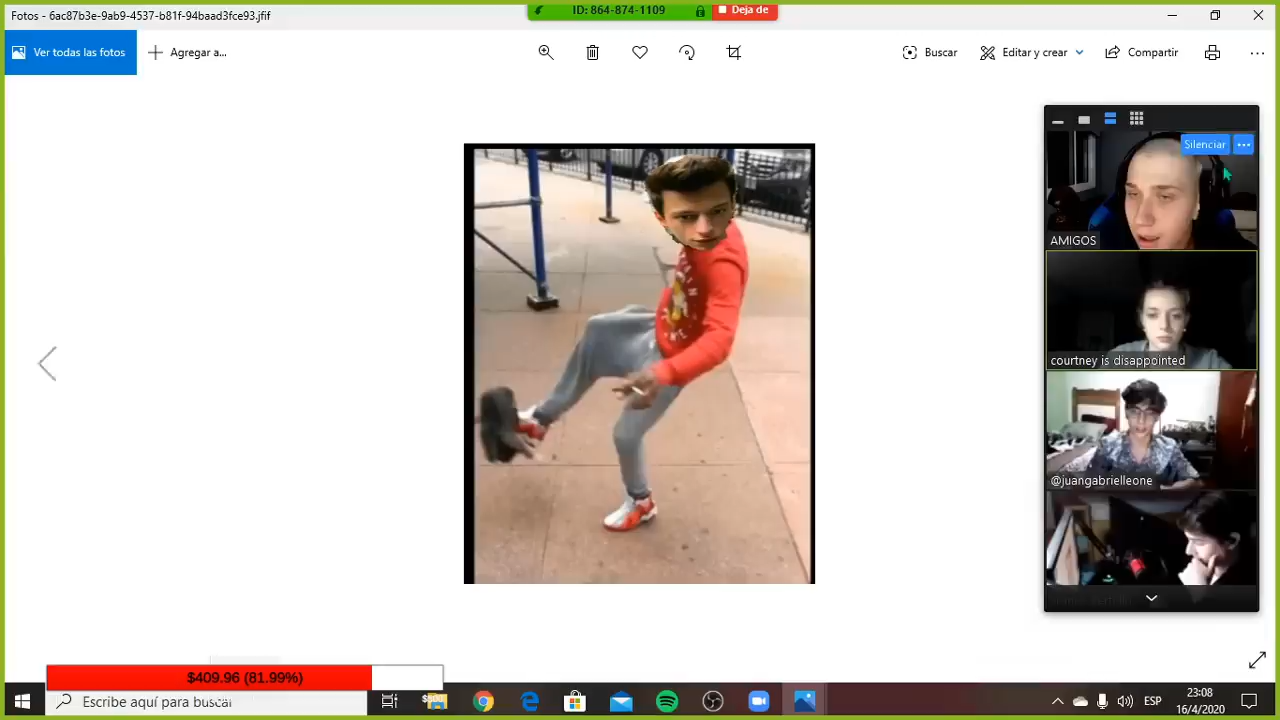 Fotos - 6ac87b3e-9ab9-4537-b81f-94baad3fce93.jfif
ID: 864-874-1109
Deja de
Ver todas las fotos
Agregar a...
Buscar
Editar y crear
Compartir
Silenciar
AMIGOS
courtney is disappointed
@juangabrielleone
$409.96 (81.99%)
Escribe aquí para buscar
$500
ESP
23:08
16/4/2020